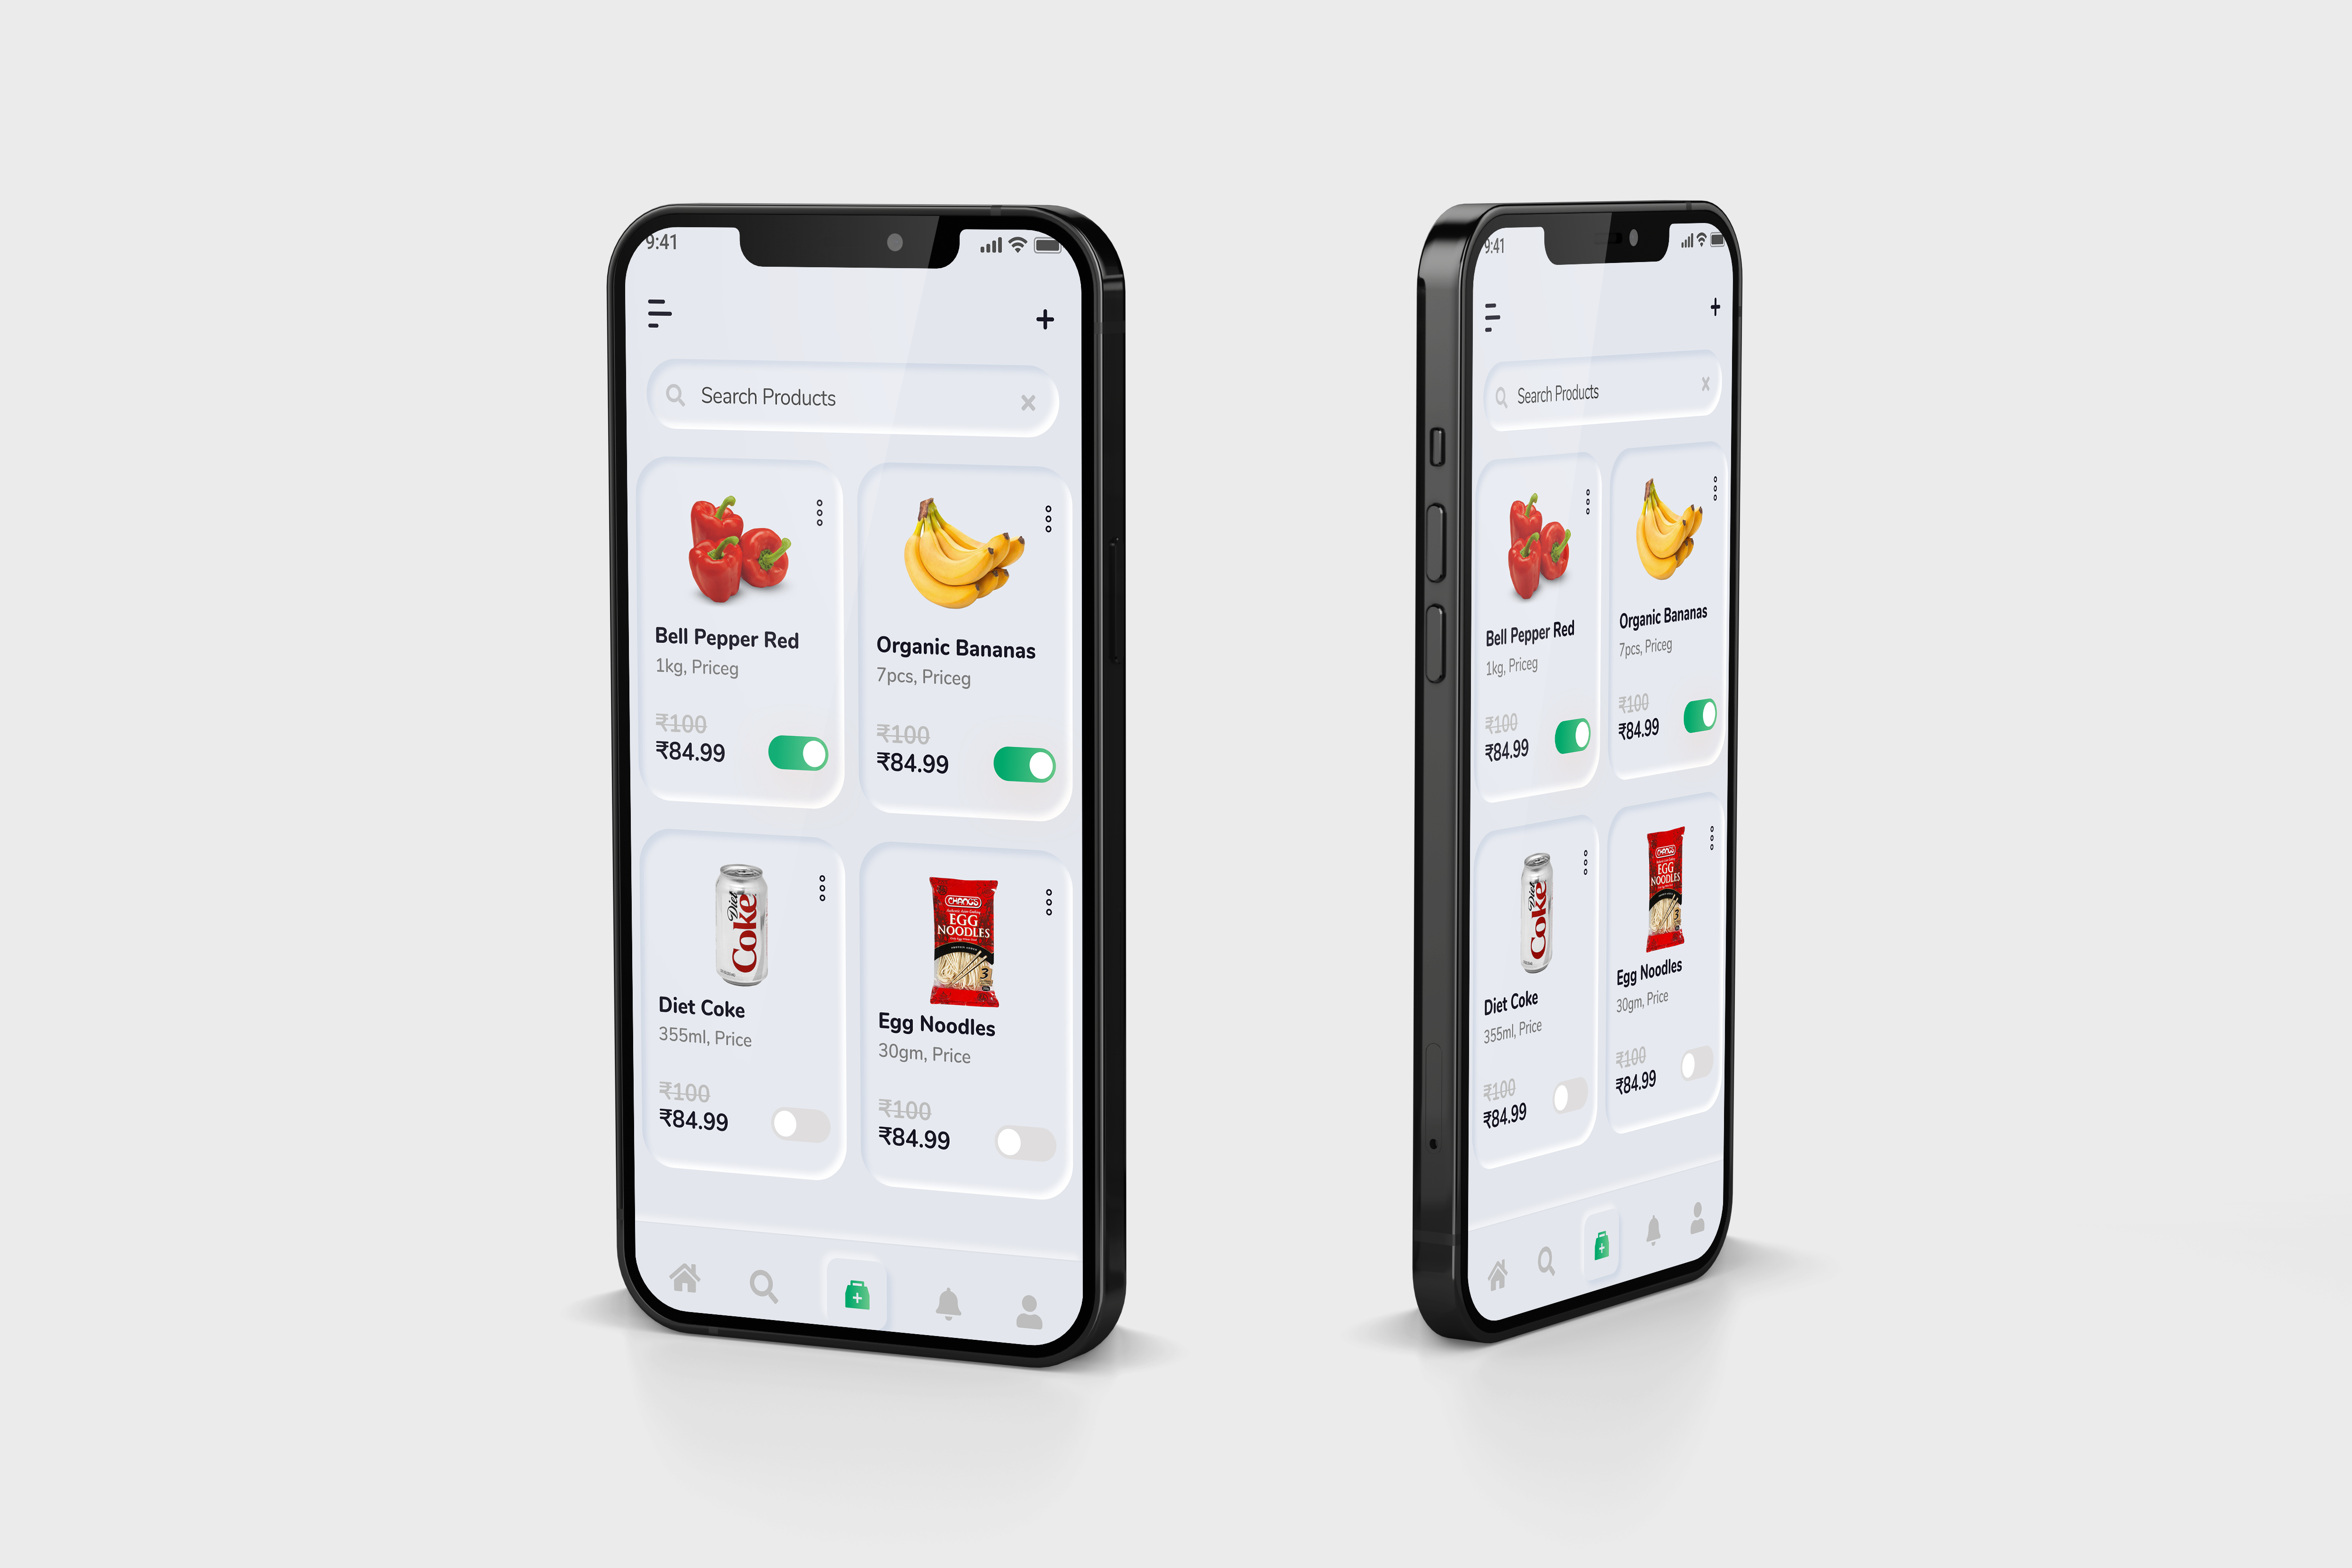 9:41
Search Products
Bell Pepper Red
1kg, Priceg
₹100
₹84.99
Organic Bananas
7pcs, Priceg
₹100
₹84.99
Diet
Coke
Diet Coke
355ml, Price
₹100
₹84.99
CHANG'S
EGG
NOODLES
3
Egg Noodles
30gm, Price
₹100
₹84.99
9:41
Search Products
Bell Pepper Red
1kg, Priceg
₹100
₹84.99
Organic Bananas
7pcs, Priceg
₹100
₹84.99
Diet
Coke
Diet Coke
355ml, Price
₹100
₹84.99
CHANG'S
EGG
NOODLES
3
Egg Noodles
30gm, Price
₹100
₹84.99